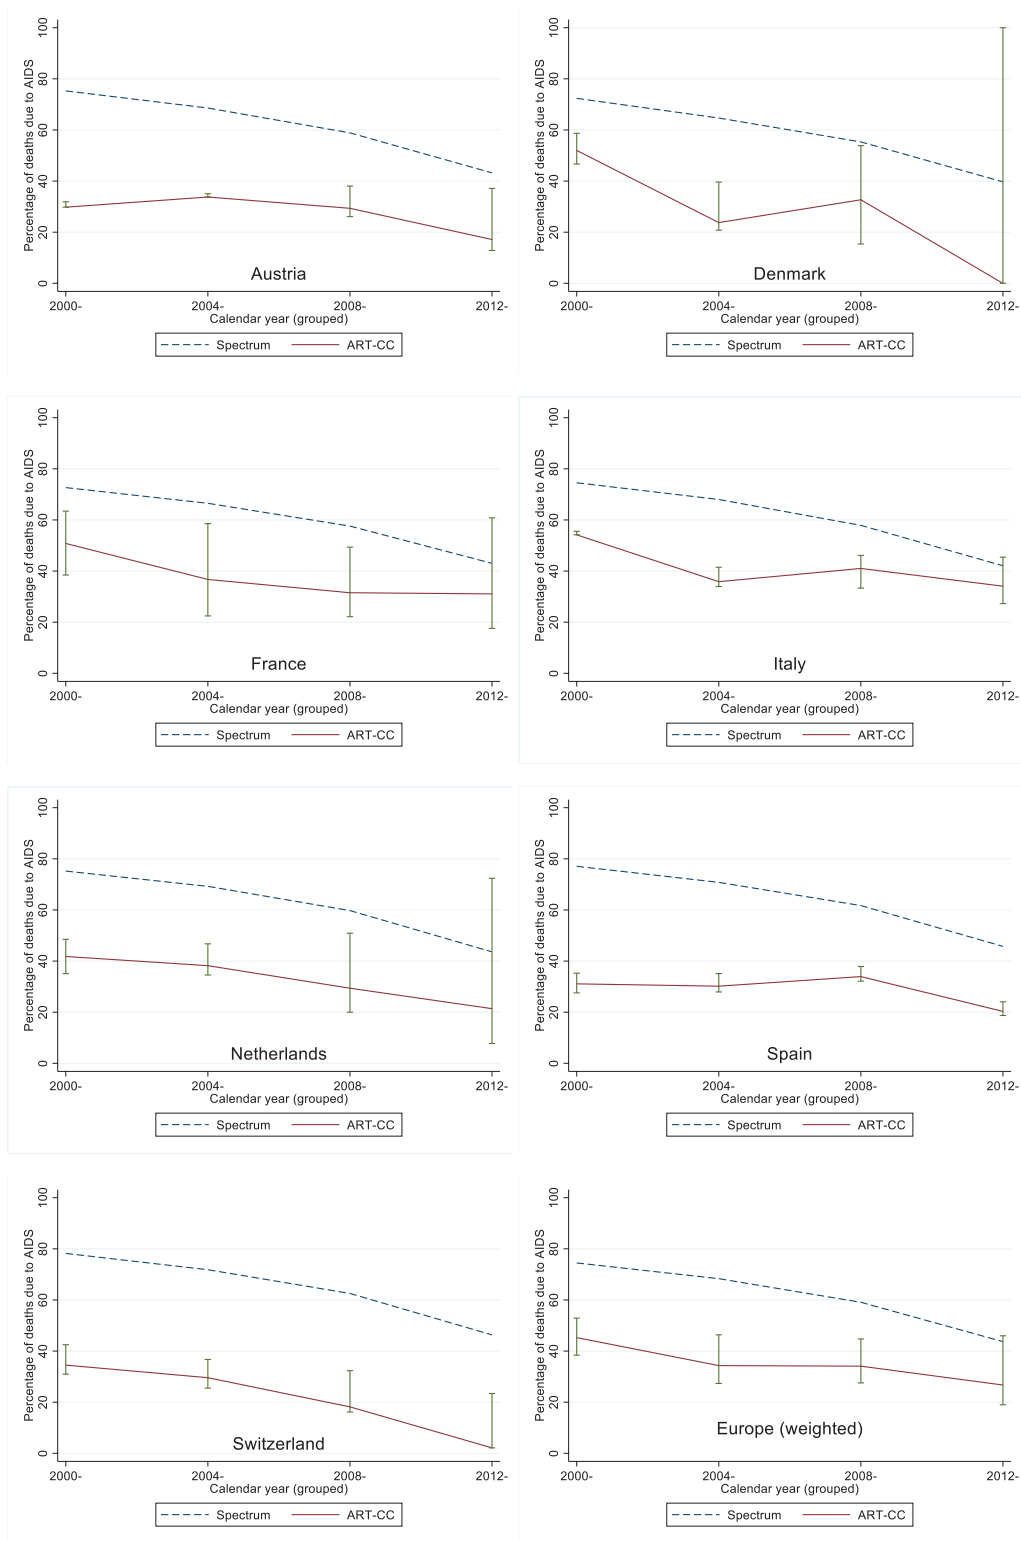 Percentage of deaths due to AIDS
100
80
60
40
20
0
Austria
2000- 2004- 2008- 2012-
Calendar year (grouped)
Spectrum ART-CC
Percentage of deaths due to AIDS
100
80
60
40
20
0
Denmark
2000- 2004- 2008- 2012-
Calendar year (grouped)
Spectrum ART-CC
Percentage of deaths due to AIDS
100
80
60
40
20
0
France
2000- 2004- 2008- 2012-
Calendar year (grouped)
Spectrum ART-CC
Percentage of deaths due to AIDS
100
80
60
40
20
0
Italy
2000- 2004- 2008- 2012-
Calendar year (grouped)
Spectrum ART-CC
Percentage of deaths due to AIDS
100
80
60
40
20
0
Netherlands
2000- 2004- 2008- 2012-
Calendar year (grouped)
Spectrum ART-CC
Percentage of deaths due to AIDS
100
80
60
40
20
0
Spain
2000- 2004- 2008- 2012-
Calendar year (grouped)
Spectrum ART-CC
Percentage of deaths due to AIDS
100
80
60
40
20
0
Switzerland
2000- 2004- 2008- 2012-
Calendar year (grouped)
Spectrum ART-CC
Percentage of deaths due to AIDS
100
80
60
40
20
0
Europe (weighted)
2000- 2004- 2008- 2012-
Calendar year (grouped)
Spectrum ART-CC